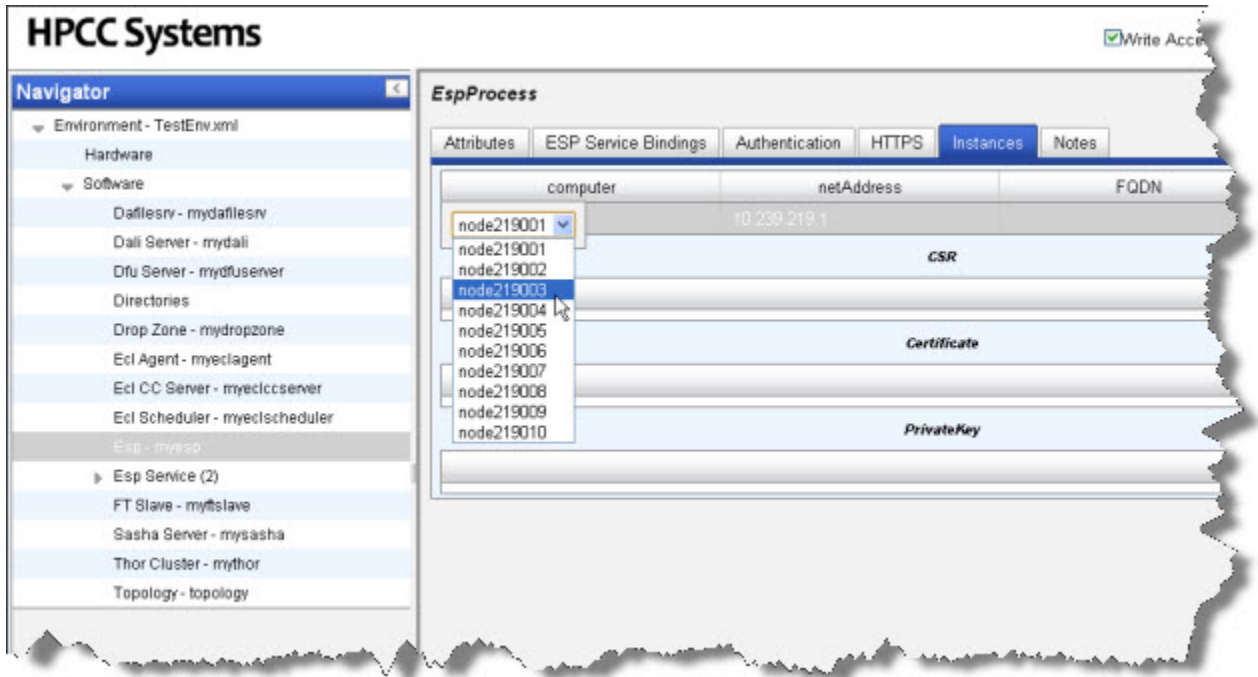 HPCC Systems
Write Acce
Navigator
Environment - TestEnv.xml
Hardware
Software
Dafilesrv - mydafilesrv
Dali Server - mydali
Dfu Server - mydfuserver
Directories
Drop Zone - mydropzone
Ecl Agent - myeclagent
Ecl CC Server - myeclccserver
Ecl Scheduler - myeclscheduler
Esp - myesp
Esp Service (2)
FT Slave - myftslave
Sasha Server - mysasha
Thor Cluster - mythor
Topology - topology
EspProcess
Attributes ESP Service Bindings Authentication HTTPS Instances Notes
computer netAddress FQDN
node219001 10.239.219.1
node219001
node219002
node219003
node219004
node219005
node219006
node219007
node219008
node219009
node219010
CSR
Certificate
PrivateKey